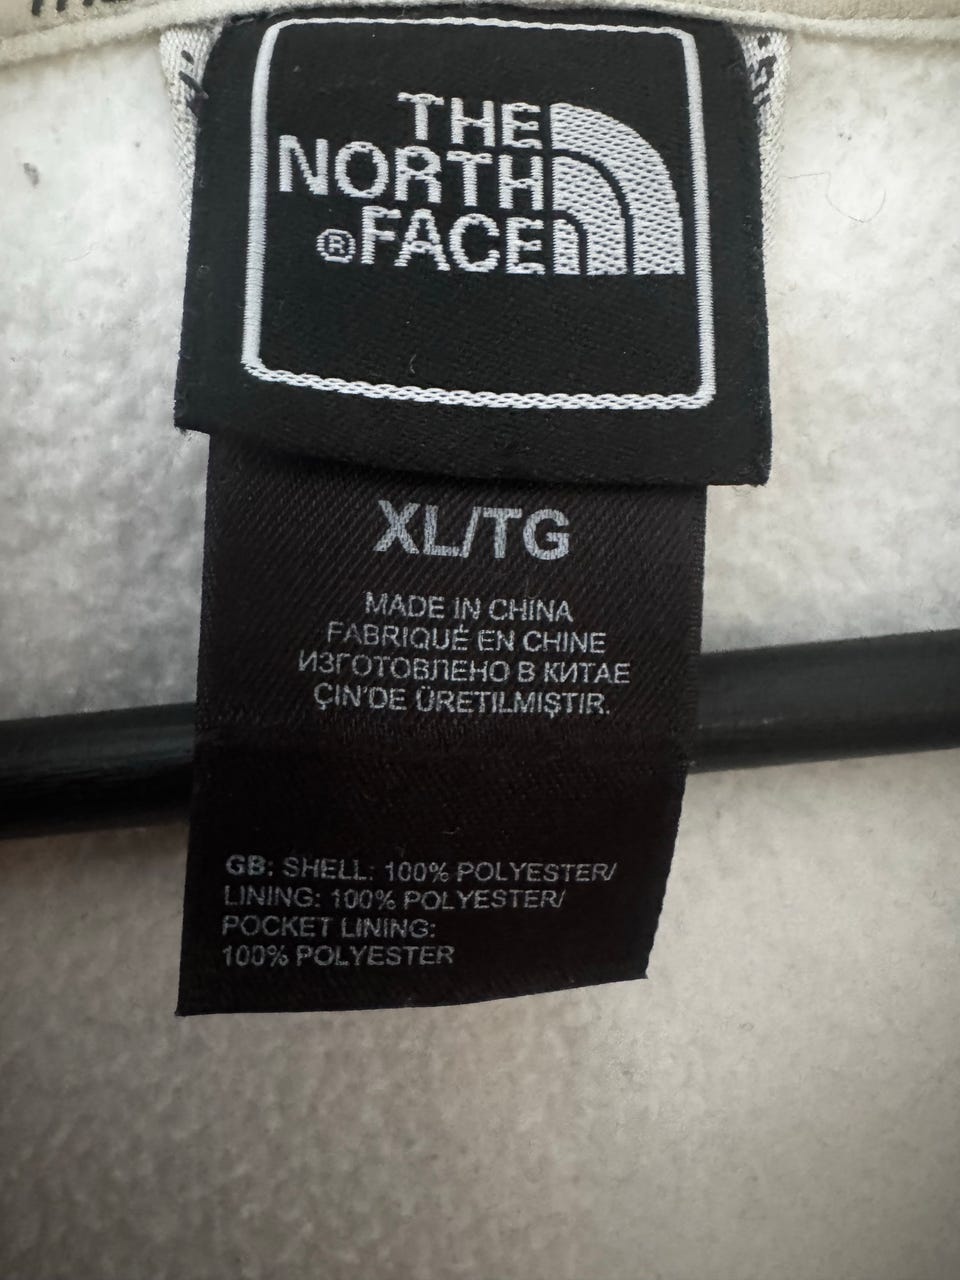 THE
NORTH
®FACE
XL/TG
MADE IN CHINA
FABRIQUÉ EN CHINE
ИЗГОТОВЛЕНО В КИТАЕ
ÇIN'DE ÜRETILMIŞTIR.
GB: SHELL: 100% POLYESTER/
LINING: 100% POLYESTER/
POCKET LINING:
100% POLYESTER